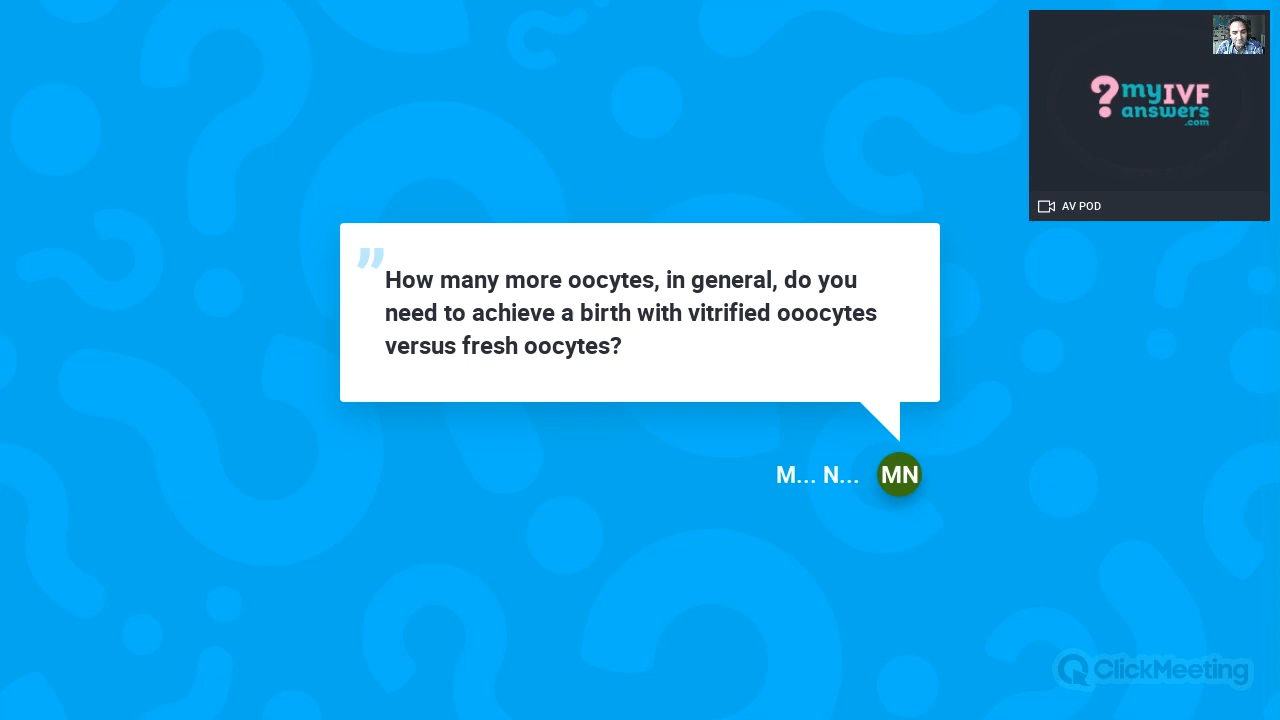 ?myIVF
answers
.com
AV POD
"
How many more oocytes, in general, do you
need to achieve a birth with vitrified ooocytes
versus fresh oocytes?
M... N... MN
ClickMeeting